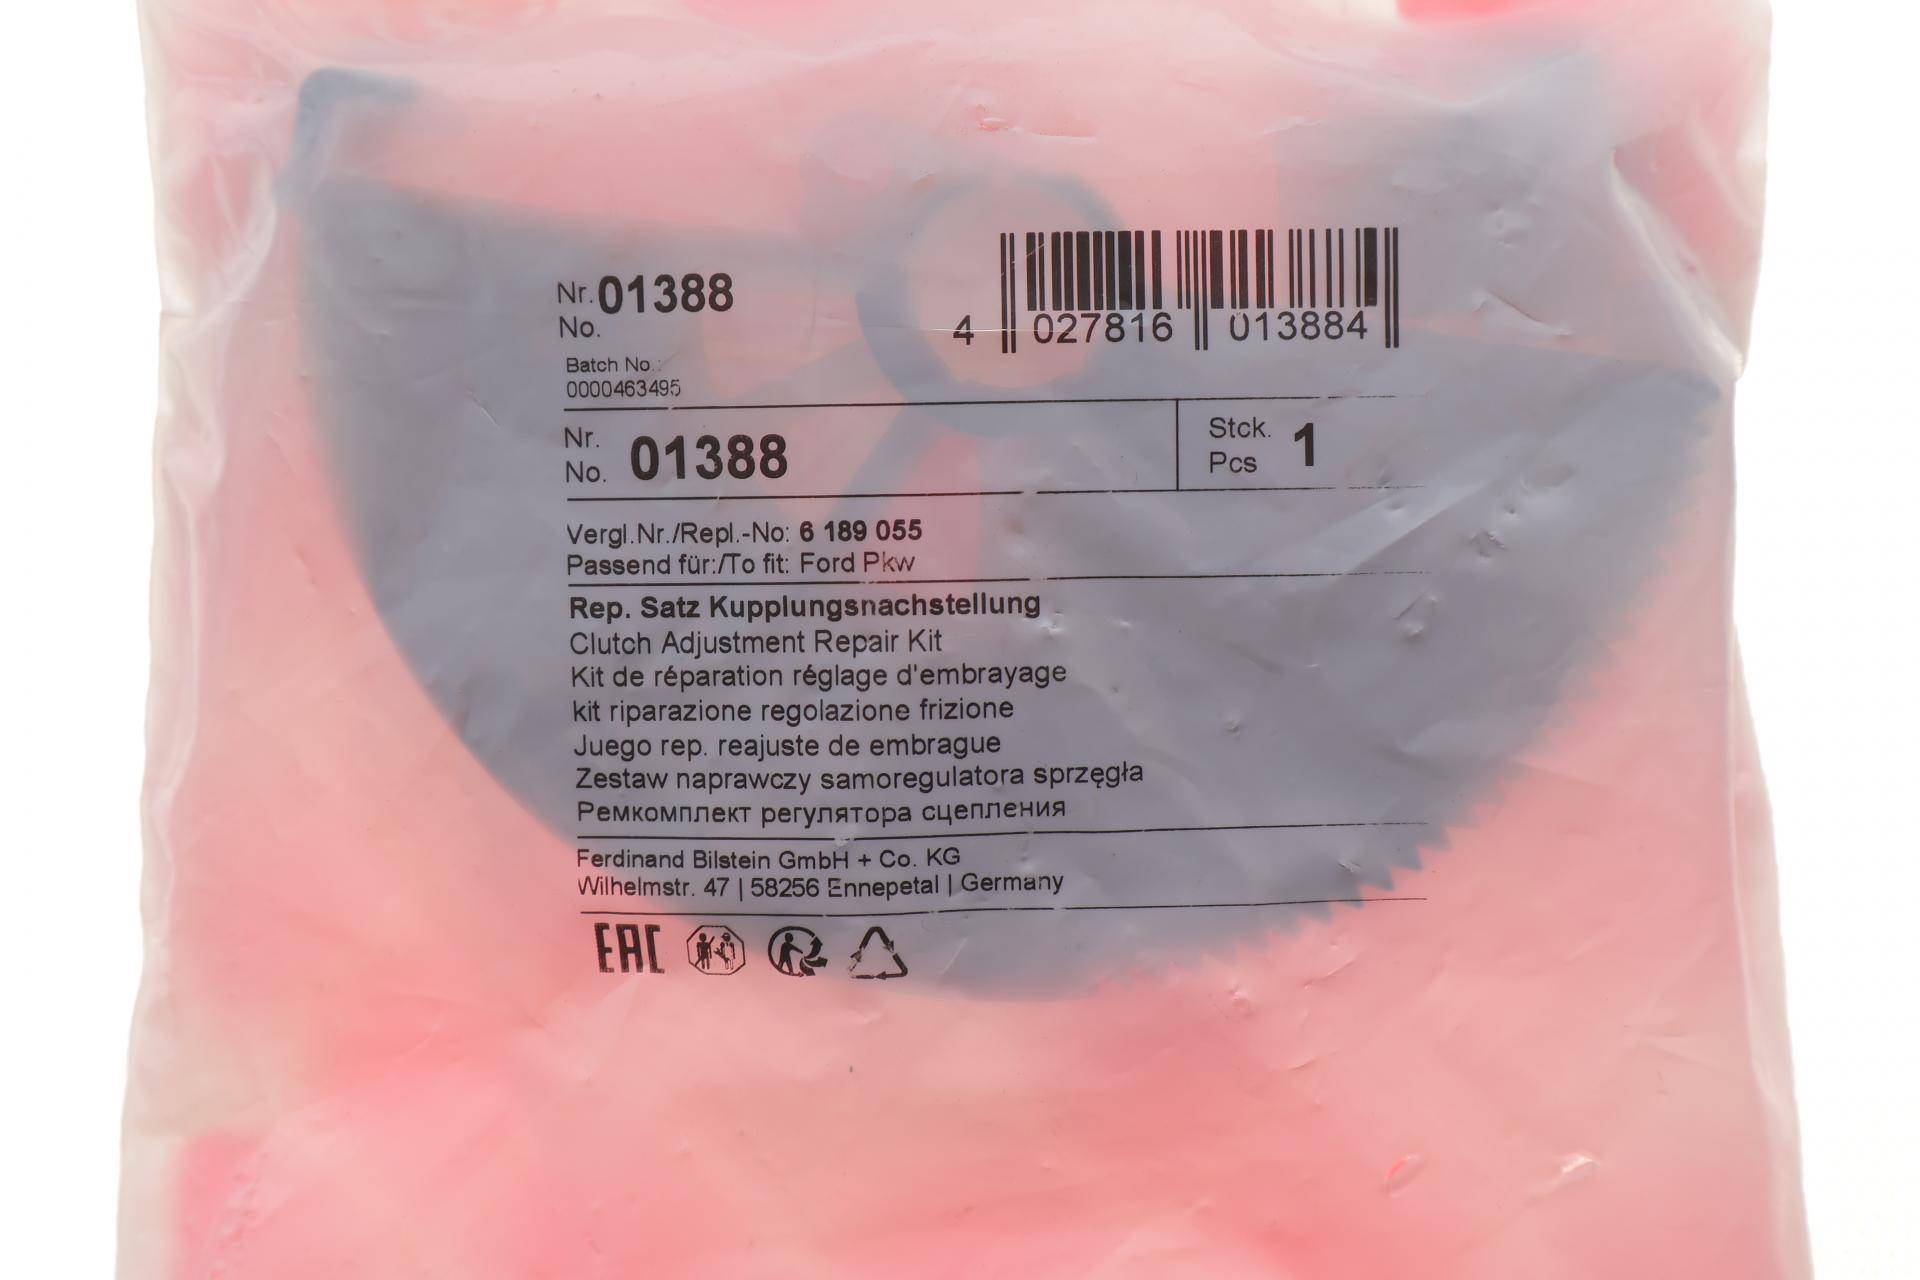 Nr. 01388
No.
4 027816 013884
Batch No.:
0000463495
Nr.
No. 01388
Stck.
Pcs 1
Vergl.Nr./Repl.-No: 6 189 055
Passend für:/To fit: Ford Pkw
Rep. Satz Kupplungsnachstellung
Clutch Adjustment Repair Kit
Kit de réparation réglage d'embrayage
kit riparazione regolazione frizione
Juego rep. reajuste de embrague
Zestaw naprawczy samoregulatora sprzęgła
Ремкомплект регулятора сцепления
Ferdinand Bilstein GmbH + Co. KG
Wilhelmstr. 47 | 58256 Ennepetal | Germany
EAC